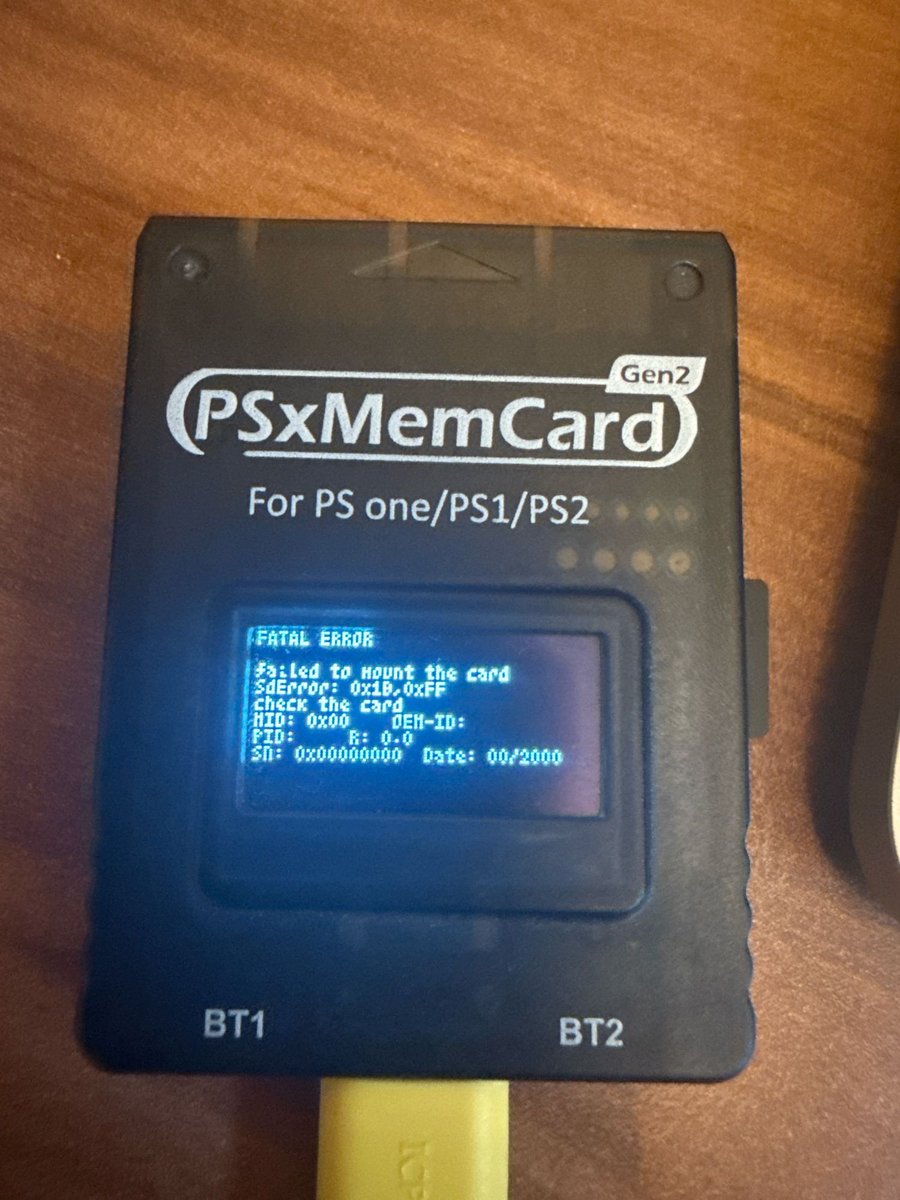 Gen2
PSxMemCard
For PS one/PS1/PS2
FATAL ERROR
failed to mount the card
SdError: 0x1B,0xFF
check the card
MID: 0x00 OEM-ID:
PID: R: 0.0
SN: 0x00000000 Date: 00/2000
BT1 BT2